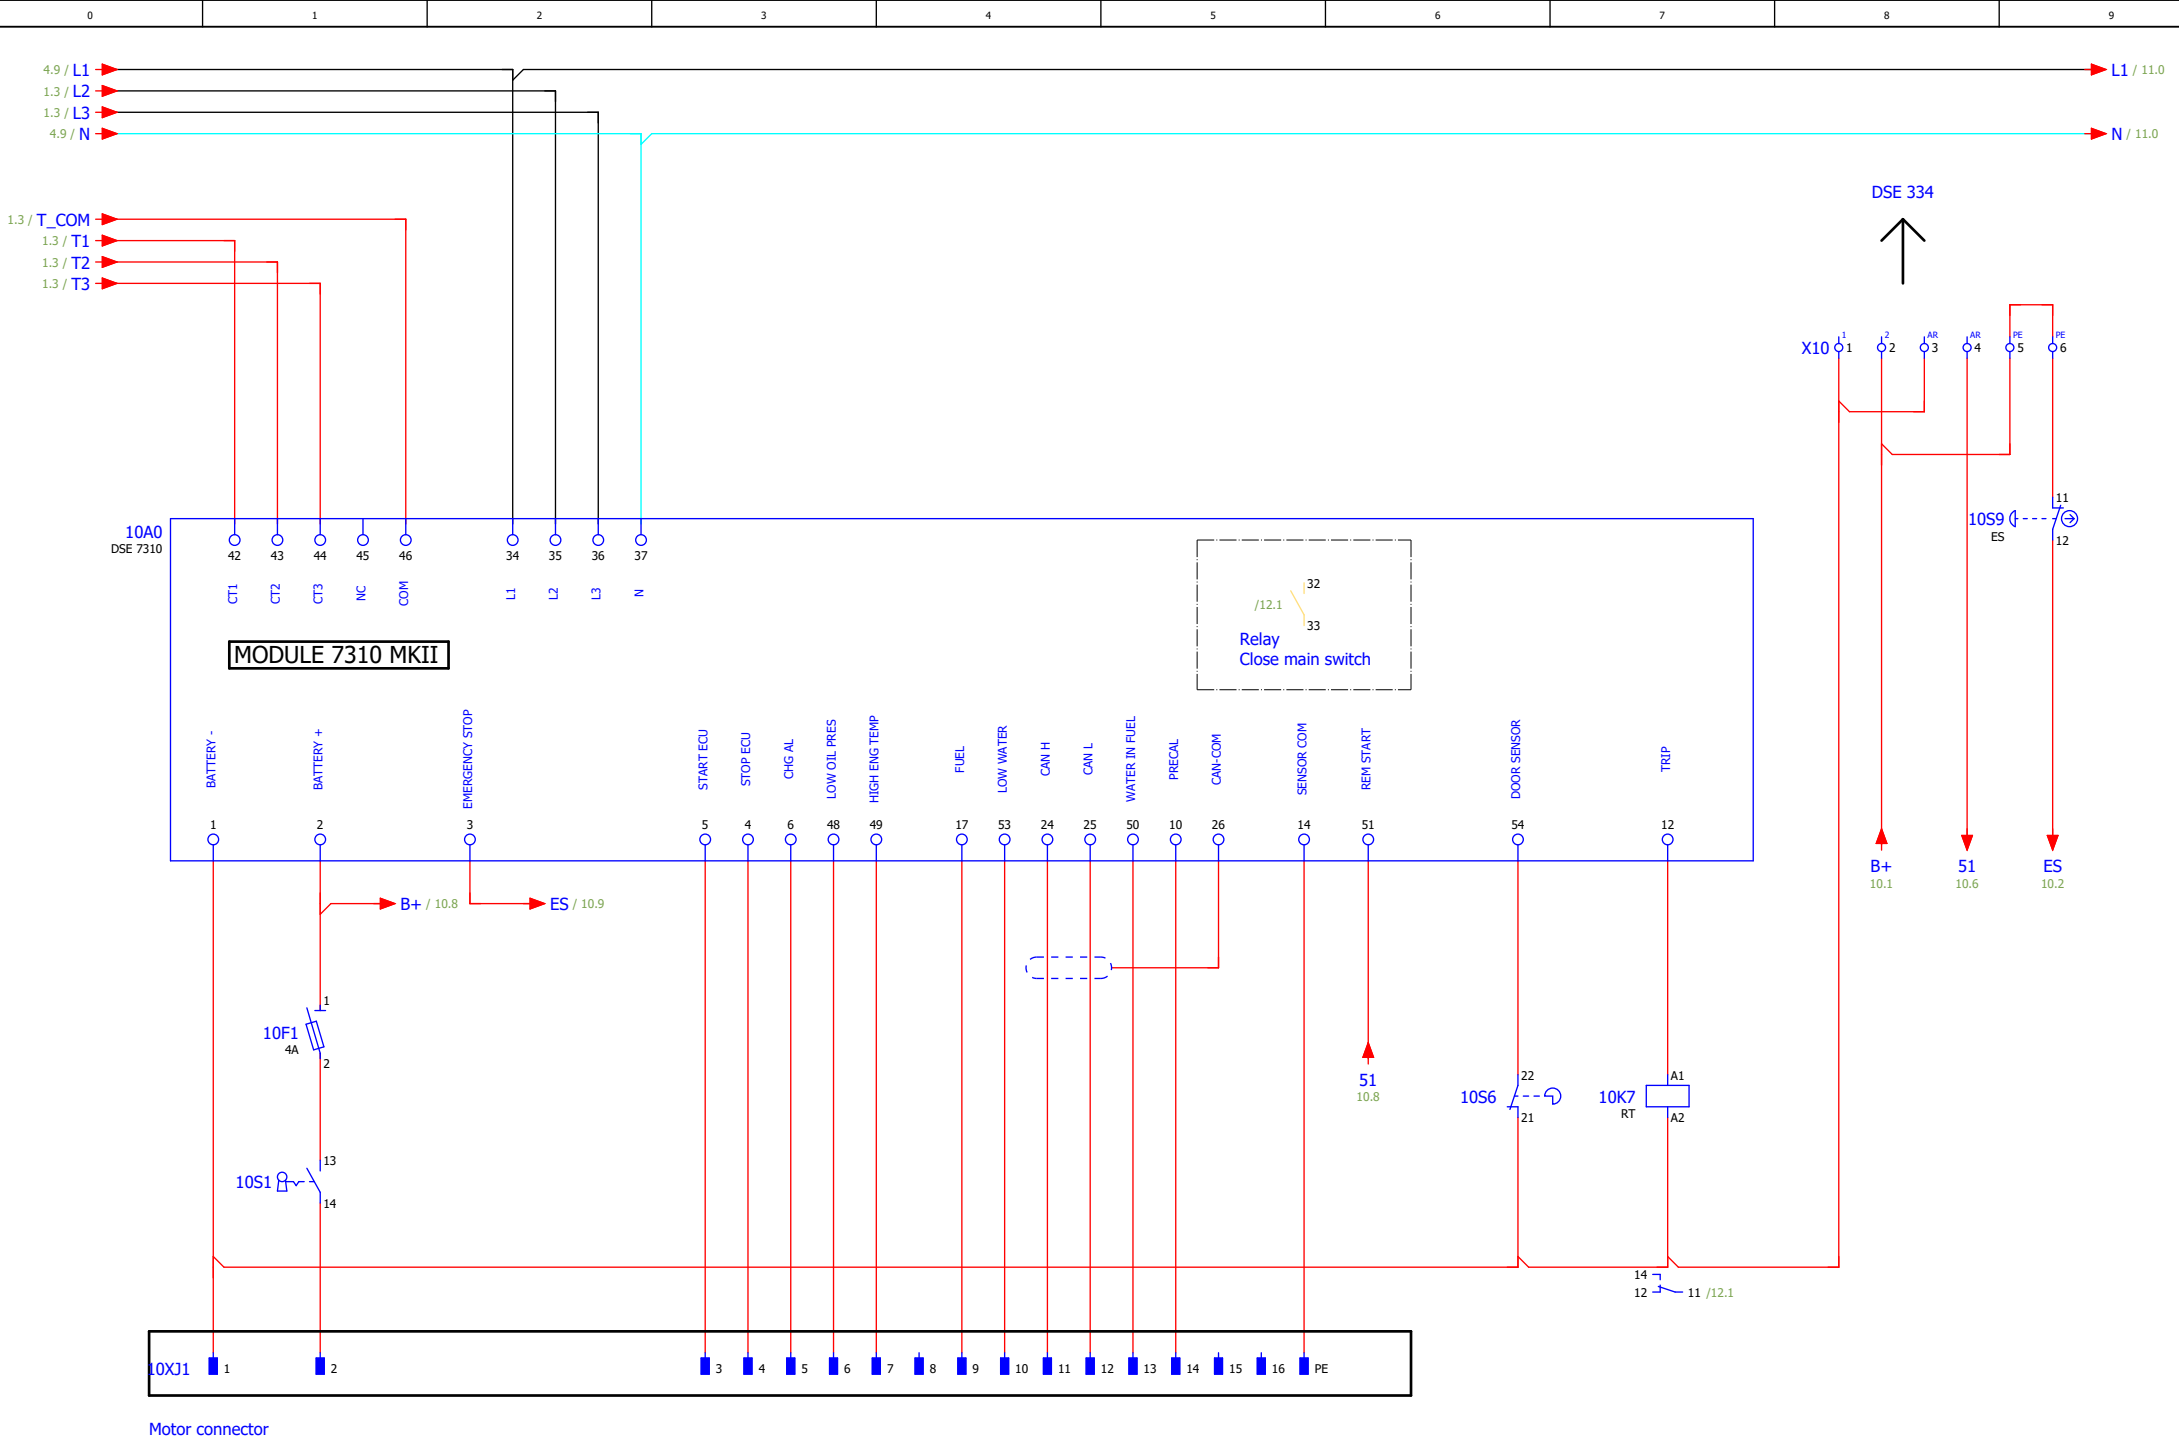 0 1 2 3 4 5 6 7 8 9
4.9 / L1
L1 / 11.0
1.3 / L2
1.3 / L3
4.9 / N
N / 11.0
DSE 334
1.3 / T_COM
1.3 / T1
1.3 / T2
1.3 / T3
1 2 AR AR PE PE
X10 1 2 3 4 5 6
11
10S9
ES
12
10A0
DSE 7310
42 43 44 45 46 34 35 36 37
CT1 CT2 CT3 NC COM L1 L2 L3 N
32
/12.1
33
Relay
Close main switch
MODULE 7310 MKII
BATTERY - BATTERY + EMERGENCY STOP START ECU STOP ECU CHG AL LOW OIL PRES HIGH ENG TEMP FUEL LOW WATER CAN H CAN L WATER IN FUEL PRECAL CAN-COM SENSOR COM REM START DOOR SENSOR TRIP
1 2 3 5 4 6 48 49 17 53 24 25 50 10 26 14 51 54 12
B+ 51 ES
10.1 10.6 10.2
B+ / 10.8
ES / 10.9
1
10F1
4A
2
51
10.8
22
10S6
21
A1
10K7
RT
A2
13
10S1
14
14
12 11 /12.1
10XJ1 1 2 3 4 5 6 7 8 9 10 11 12 13 14 15 16 PE
Motor connector